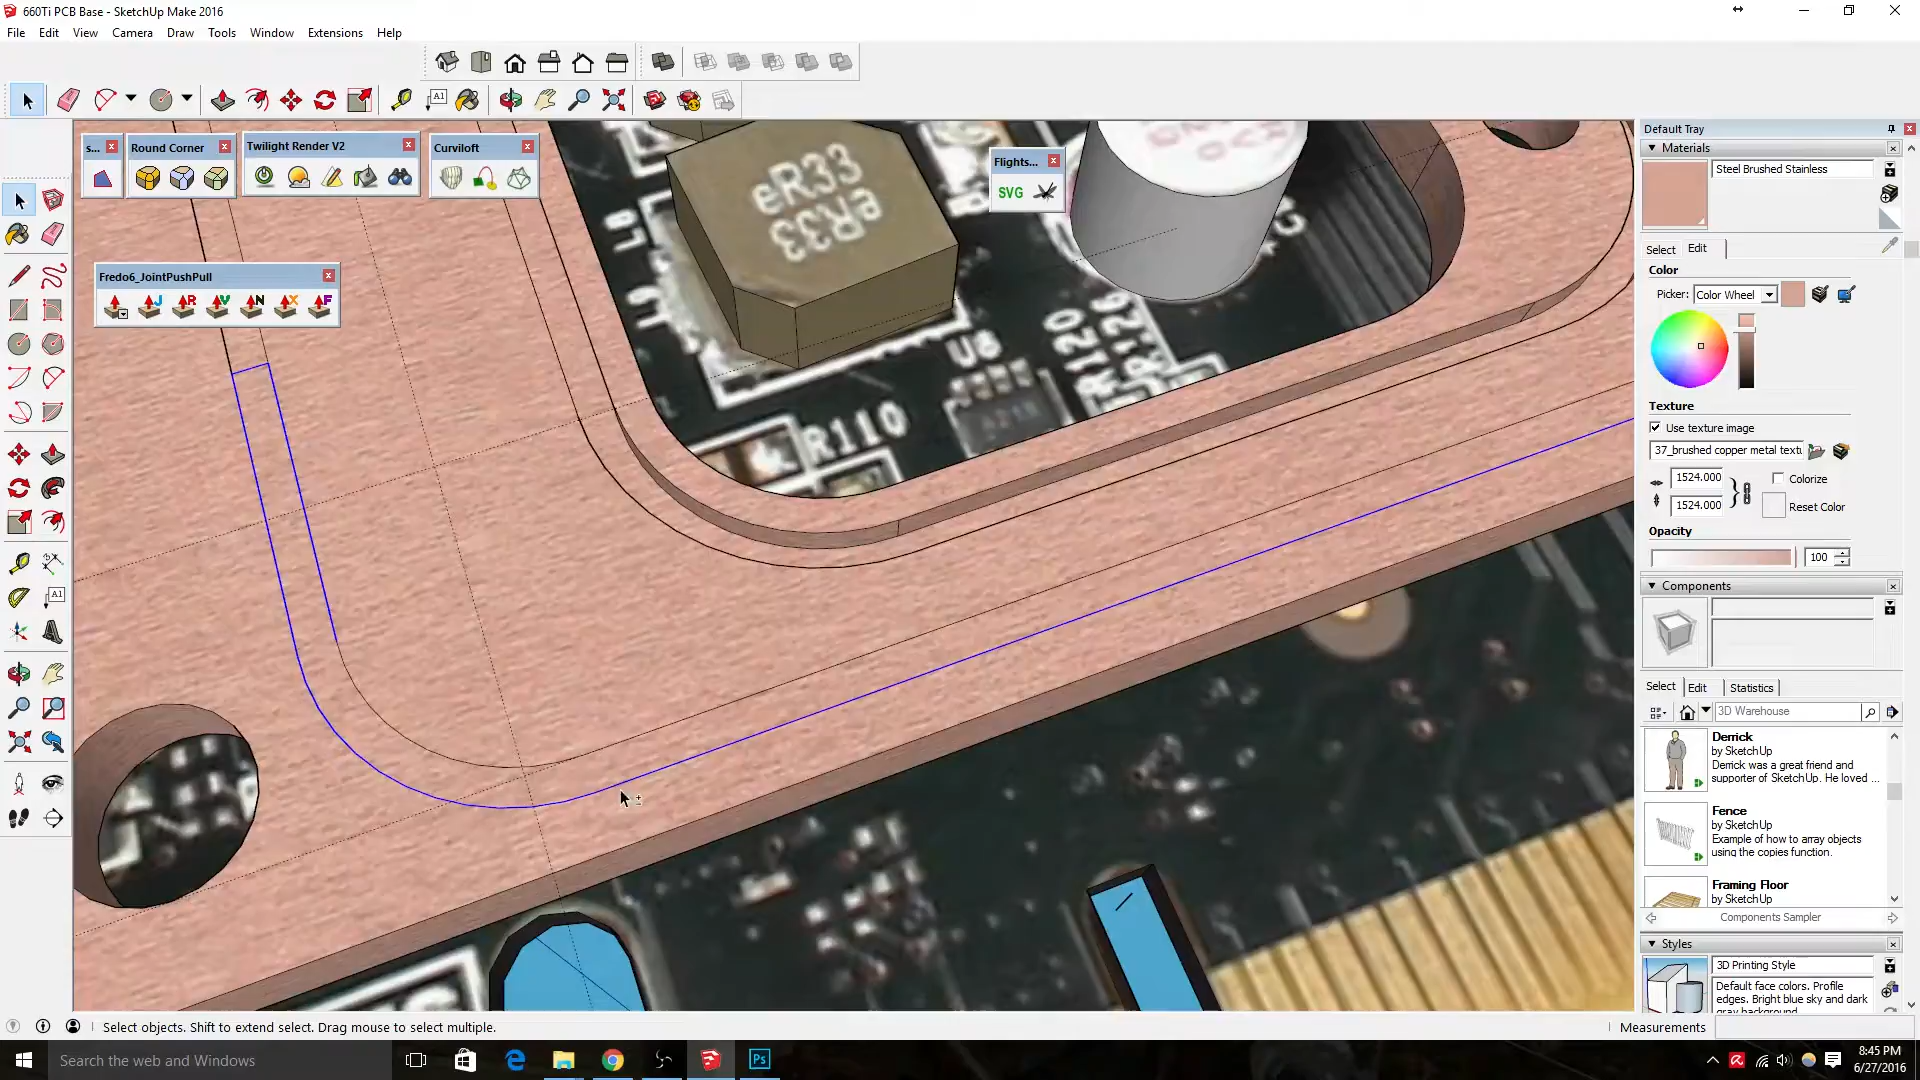 660Ti PCB Base - SketchUp Make 2016
File Edit View Camera Draw Tools Window Extensions Help
A1
s... Round Corner Twilight Render V2 Curviloft
Flights...
SVG
Fredo6_JointPushPull
J R V N X F
A1
eR33
eR33
U8
R120
R126
R110
Default Tray
Materials
Steel Brushed Stainless
Select Edit
Color
Picker: Color Wheel
Texture
Use texture image
37_brushed copper metal textu
1524.000
Colorize
1524.000
Reset Color
Opacity
100
Components
Select Edit Statistics
3D Warehouse
Derrick
by SketchUp
Derrick was a great friend and
supporter of SketchUp. He loved ...
Fence
by SketchUp
Example of how to array objects
using the copies function.
Framing Floor
by SketchUp
Components Sampler
Styles
3D Printing Style
Default face colors. Profile
edges. Bright blue sky and dark
gray background.
Select objects. Shift to extend select. Drag mouse to select multiple.
Measurements
Search the web and Windows
Ps
8:45 PM
6/27/2016